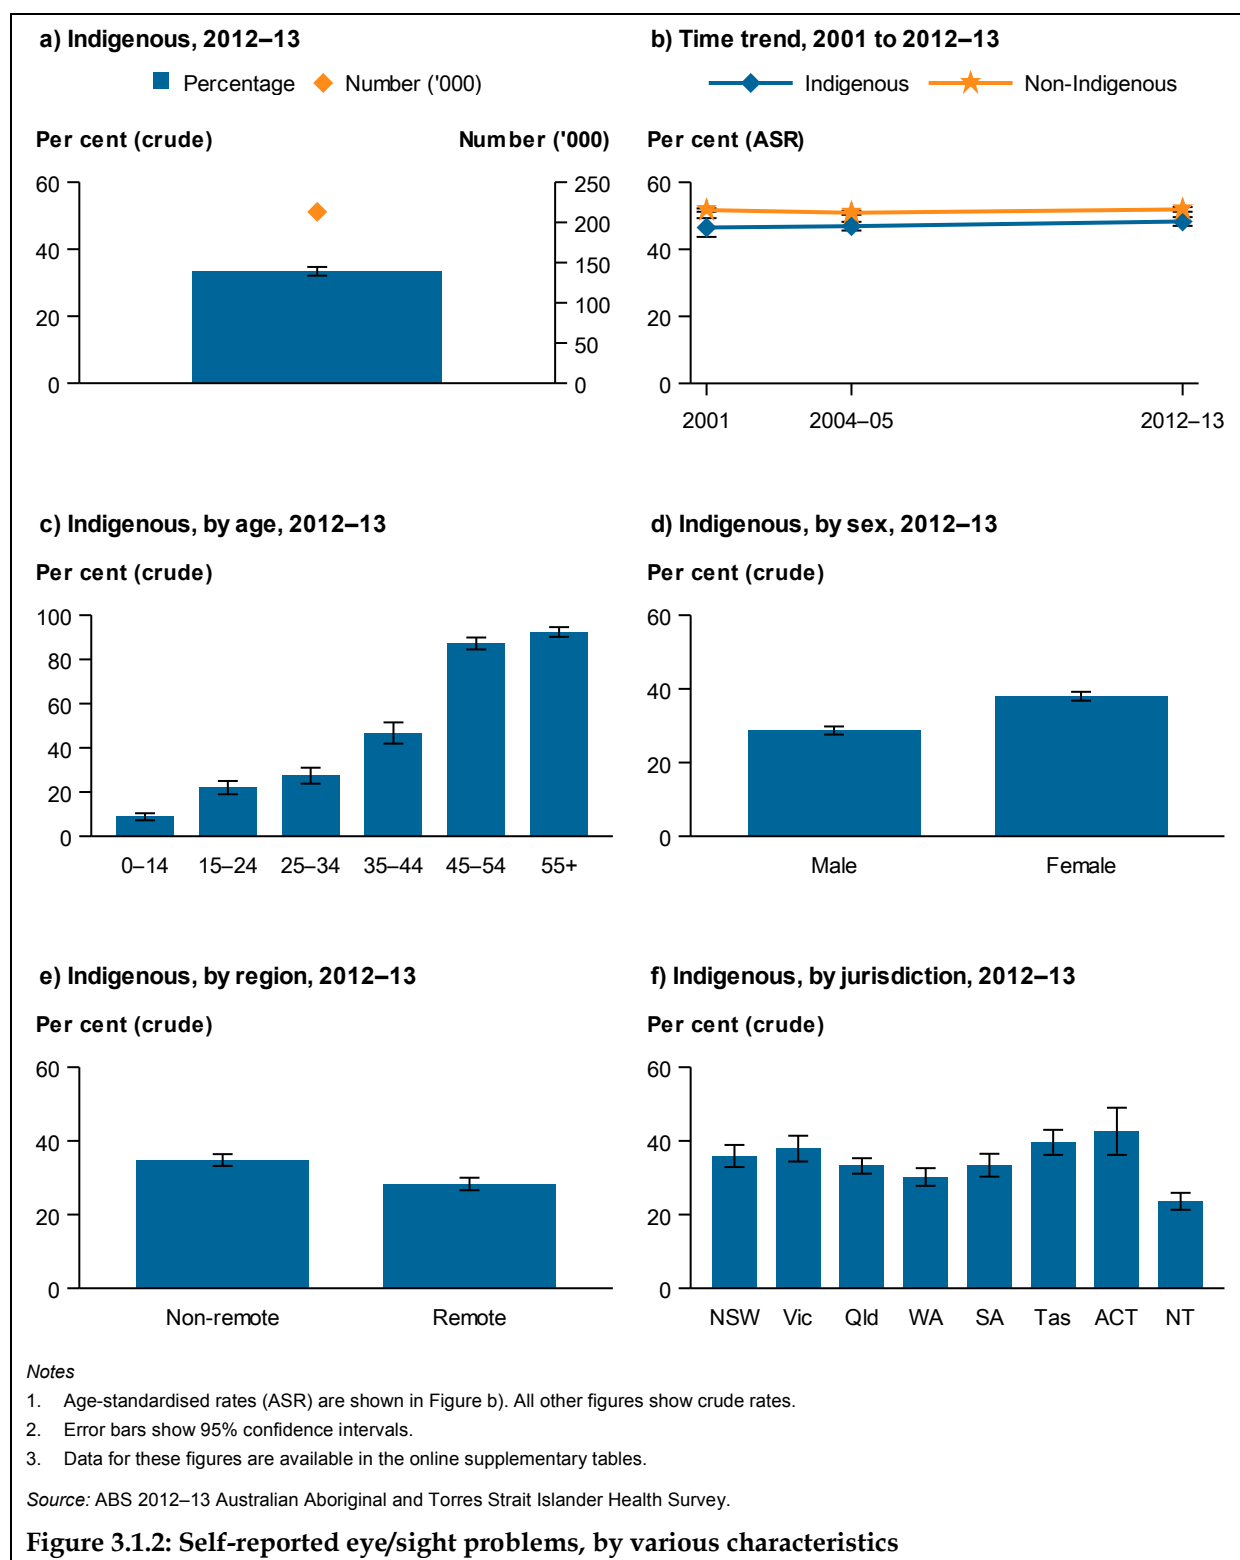 a) Indigenous, 2012–13
Percentage Number ('000)
Per cent (crude) Number ('000)
60 250
200
40 150
100
20
50
0 0
b) Time trend, 2001 to 2012–13
Indigenous Non-Indigenous
Per cent (ASR)
60
40
20
0
2001 2004–05 2012–13
c) Indigenous, by age, 2012–13
Per cent (crude)
100
80
60
40
20
0
0–14 15–24 25–34 35–44 45–54 55+
d) Indigenous, by sex, 2012–13
Per cent (crude)
60
40
20
0
Male Female
e) Indigenous, by region, 2012–13
Per cent (crude)
60
40
20
0
Non-remote Remote
f) Indigenous, by jurisdiction, 2012–13
Per cent (crude)
60
40
20
0
NSW Vic Qld WA SA Tas ACT NT
Notes
1. Age-standardised rates (ASR) are shown in Figure b). All other figures show crude rates.
2. Error bars show 95% confidence intervals.
3. Data for these figures are available in the online supplementary tables.
Source: ABS 2012–13 Australian Aboriginal and Torres Strait Islander Health Survey.
Figure 3.1.2: Self-reported eye/sight problems, by various characteristics